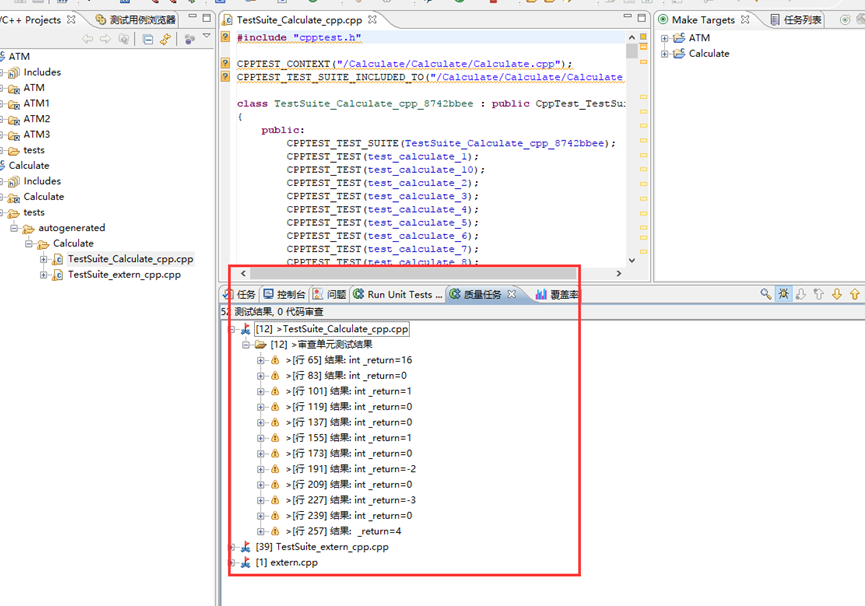 C++ Projects
测试用例浏览器
ATM
Includes
ATM
ATM1
ATM2
ATM3
tests
Calculate
Includes
Calculate
tests
autogenerated
Calculate
TestSuite_Calculate_cpp.cpp
TestSuite_extern_cpp.cpp
TestSuite_Calculate_cpp.cpp
#include "cpptest.h"
CPPTEST_CONTEXT("/Calculate/Calculate/Calculate.cpp");
CPPTEST_TEST_SUITE_INCLUDED_TO("/Calculate/Calculate/Calculate
class TestSuite_Calculate_cpp_8742bbee : public CppTest_TestSui
{
public:
CPPTEST_TEST_SUITE(TestSuite_Calculate_cpp_8742bbee);
CPPTEST_TEST(test_calculate_1);
CPPTEST_TEST(test_calculate_10);
CPPTEST_TEST(test_calculate_2);
CPPTEST_TEST(test_calculate_3);
CPPTEST_TEST(test_calculate_4);
CPPTEST_TEST(test_calculate_5);
CPPTEST_TEST(test_calculate_6);
CPPTEST_TEST(test_calculate_7);
CPPTEST_TEST(test_calculate_8);
Make Targets
任务列表
ATM
Calculate
任务 控制台 问题 Run Unit Tests ... 质量任务 覆盖率
52 测试结果, 0 代码审查
[12] >TestSuite_Calculate_cpp.cpp
[12] >审查单元测试结果
>[行 65] 结果: int _return=16
>[行 83] 结果: int _return=0
>[行 101] 结果: int _return=1
>[行 119] 结果: int _return=0
>[行 137] 结果: int _return=0
>[行 155] 结果: int _return=1
>[行 173] 结果: int _return=0
>[行 191] 结果: int _return=-2
>[行 209] 结果: int _return=0
>[行 227] 结果: int _return=-3
>[行 239] 结果: int _return=0
>[行 257] 结果: _return=4
[39] TestSuite_extern_cpp.cpp
[1] extern.cpp